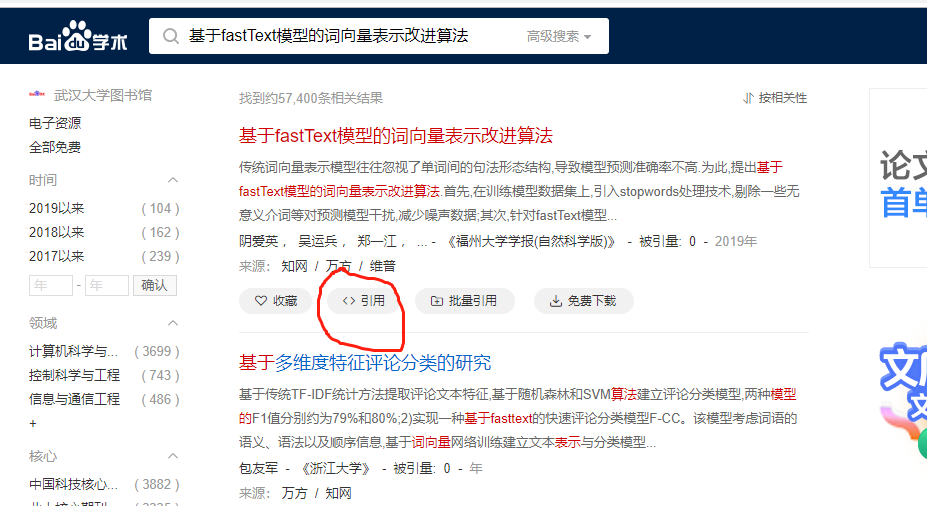 Bai du 学术
基于fastText模型的词向量表示改进算法 高级搜索
武汉大学图书馆
电子资源
全部免费
时间
2019以来 ( 104 )
2018以来 ( 162 )
2017以来 ( 239 )
年 - 年 确认
领域
计算机科学与... ( 3699 )
控制科学与工程 ( 743 )
信息与通信工程 ( 486 )
+
核心
中国科技核心... ( 3882 )
找到约57,400条相关结果 按相关性
基于fastText模型的词向量表示改进算法
传统词向量表示模型往往忽视了单词间的句法形态结构,导致模型预测准确率不高.为此,提出基于
fastText模型的词向量表示改进算法.首先,在训练模型数据集上,引入stopwords处理技术,剔除一些无
意义介词等对预测模型干扰,减少噪声数据;其次,针对fastText模型...
阴爱英 ， 吴运兵 ， 郑一江 ， ... - 《福州大学学报(自然科学版)》 - 被引量: 0 - 2019年
来源： 知网 / 万方 / 维普
收藏 <> 引用 批量引用 免费下载
基于多维度特征评论分类的研究
基于传统TF-IDF统计方法提取评论文本特征,基于随机森林和SVM算法建立评论分类模型,两种模型
的F1值分别约为79%和80%;2)实现一种基于fasttext的快速评论分类模型F-CC。该模型考虑词语的
语义、语法以及顺序信息,基于词向量网络训练建立文本表示与分类模型...
包友军 - 《浙江大学》 - 被引量: 0 - 年
来源： 万方 / 知网
论文
首单